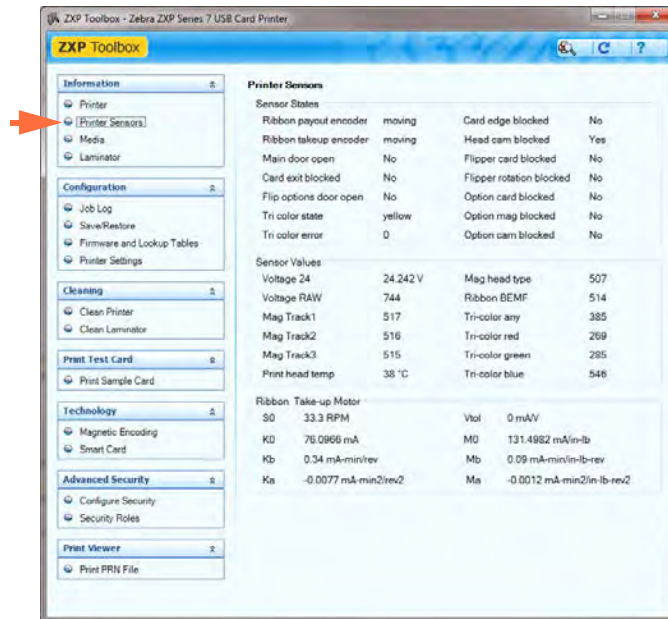 ZXP Toolbox - Zebra ZXP Series 7 USB Card Printer
ZXP Toolbox
?
Information
Printer
Printer Sensors
Media
Laminator
Configuration
Job Log
Save/Restore
Firmware and Lookup Tables
Printer Settings
Cleaning
Clean Printer
Clean Laminator
Print Test Card
Print Sample Card
Technology
Magnetic Encoding
Smart Card
Advanced Security
Configure Security
Security Roles
Print Viewer
Print PRN File
Printer Sensors
Sensor States
Ribbon payout encoder moving Card edge blocked No
Ribbon takeup encoder moving Head cam blocked Yes
Main door open No Flipper card blocked No
Card exit blocked No Flipper rotation blocked No
Flip options door open No Option card blocked No
Tri color state yellow Option mag blocked No
Tri color error 0 Option cam blocked No
Sensor Values
Voltage 24 24.242 V Mag head type 507
Voltage RAW 744 Ribbon BEMF 514
Mag Track1 517 Tri-color any 385
Mag Track2 516 Tri-color red 269
Mag Track3 515 Tri-color green 285
Print head temp 38 °C Tri-color blue 546
Ribbon Take-up Motor
S0 33.3 RPM Vtol 0 mA/V
K0 76.0966 mA M0 131.4982 mA/in-lb
Kb 0.34 mA-min/rev Mb 0.09 mA-min/in-lb-rev
Ka -0.0077 mA-min2/rev2 Ma -0.0012 mA-min2/in-lb-rev2